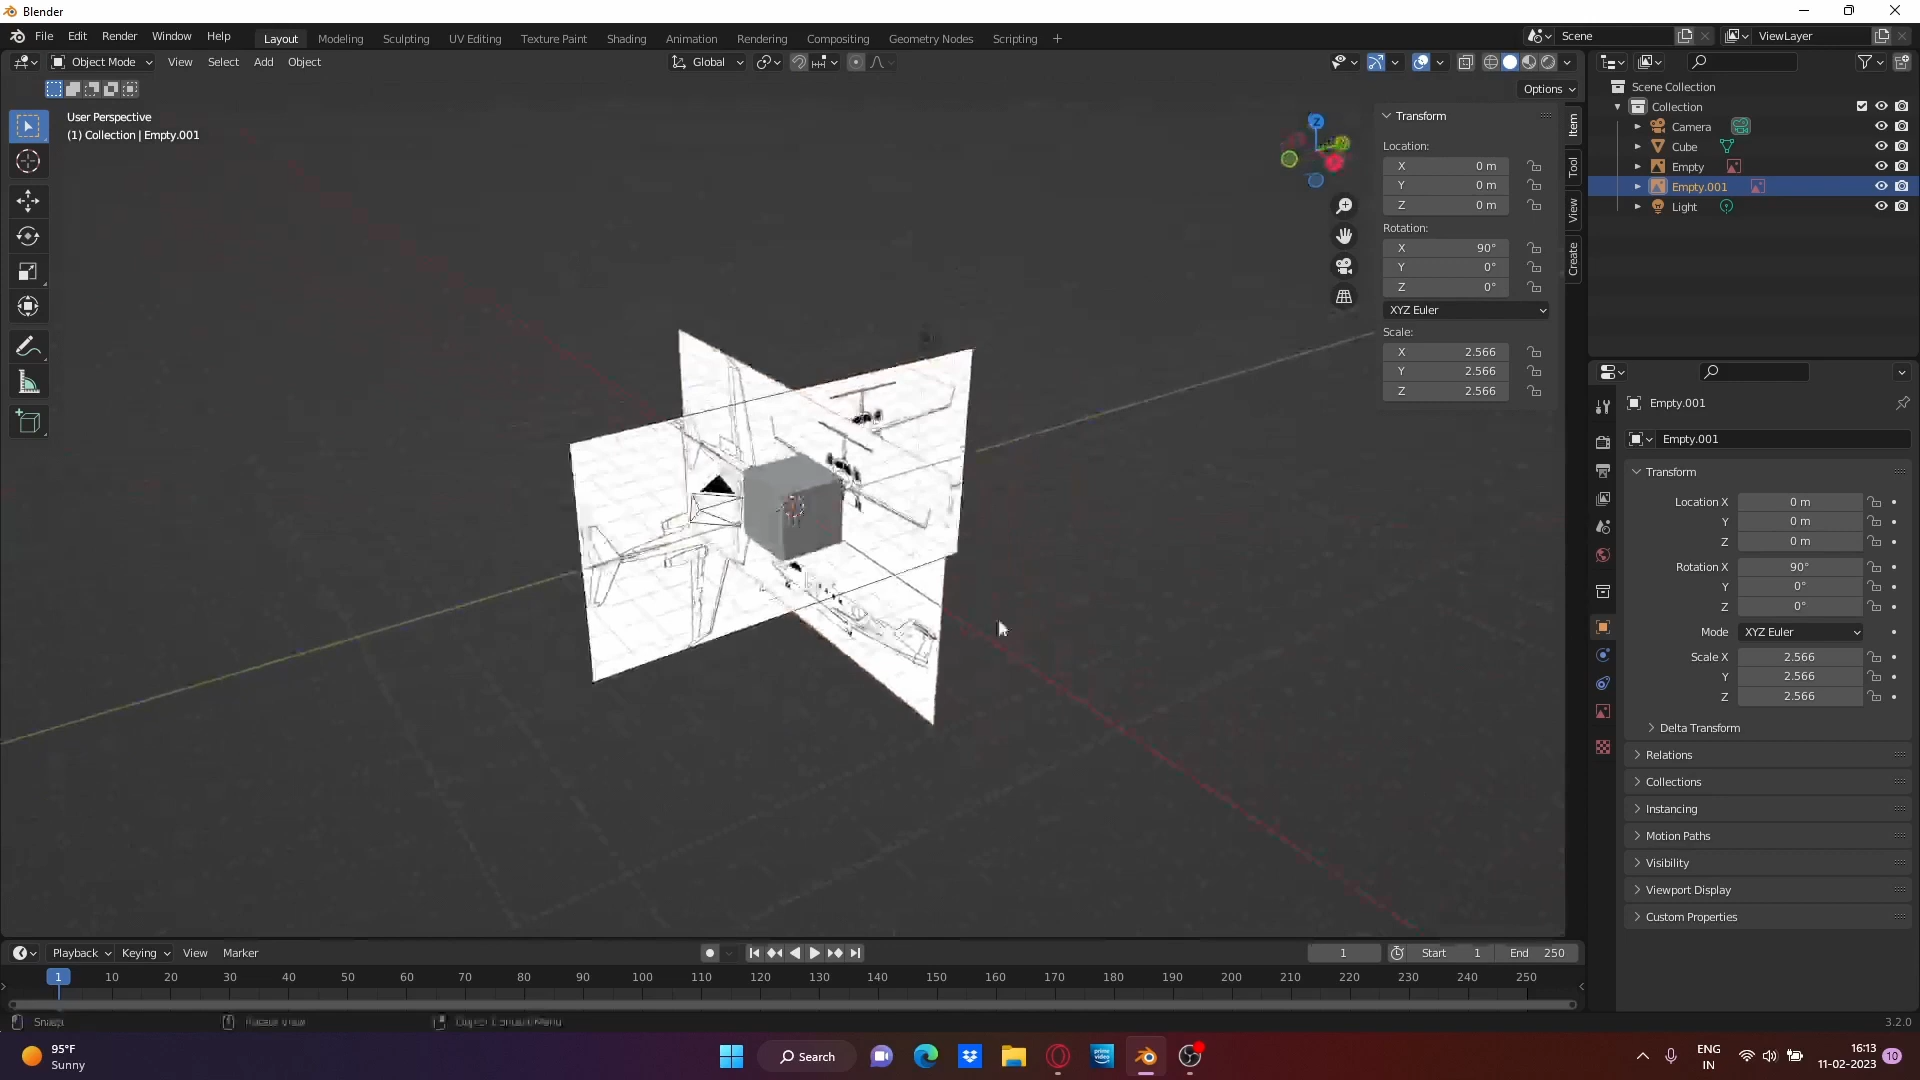 Blender
File Edit Render Window Help
Layout Modeling Sculpting UV Editing Texture Paint Shading Animation Rendering Compositing Geometry Nodes Scripting +
Scene ViewLayer
Object Mode View Select Add Object
Global
Options
User Perspective
(1) Collection | Empty.001
Z
Transform
Location:
X 0 m
Y 0 m
Z 0 m
Rotation:
X 90°
Y 0°
Z 0°
XYZ Euler
Scale:
X 2.566
Y 2.566
Z 2.566
Item
Tool
View
Create
Scene Collection
Collection
Camera
Cube
Empty
Empty.001
Light
Empty.001
Empty.001
Transform
Location X 0 m
Y 0 m
Z 0 m
Rotation X 90°
Y 0°
Z 0°
Mode XYZ Euler
Scale X 2.566
Y 2.566
Z 2.566
Delta Transform
Relations
Collections
Instancing
Motion Paths
Visibility
Viewport Display
Custom Properties
Playback Keying View Marker
1 Start 1 End 250
1 10 20 30 40 50 60 70 80 90 100 110 120 130 140 150 160 170 180 190 200 210 220 230 240 250
3.2.0
95°F
Sunny
Search
prime video
ENG
IN
16:13
11-02-2023
10